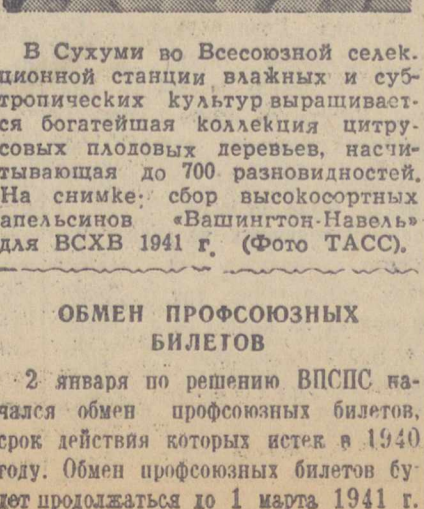 В Сухуми во Всесоюзной селек-
ционной станции влажных и суб-
тропических культур выращивает-
ся богатейшая коллекция цитру-
совых плодовых деревьев, насчи-
тывающая до 700 разновидностей.
На снимке: сбор высокосортных
апельсинов «Вашингтон-Навель»
для ВСХВ 1941 г. (Фото ТАСС).
ОБМЕН ПРОФСОЮЗНЫХ
БИЛЕТОВ
2 января по решению ВЦСПС на-
чался обмен профсоюзных билетов,
срок действия которых истек в 1940
году. Обмен профсоюзных билетов бу-
дет продолжаться до 1 марта 1941 г.